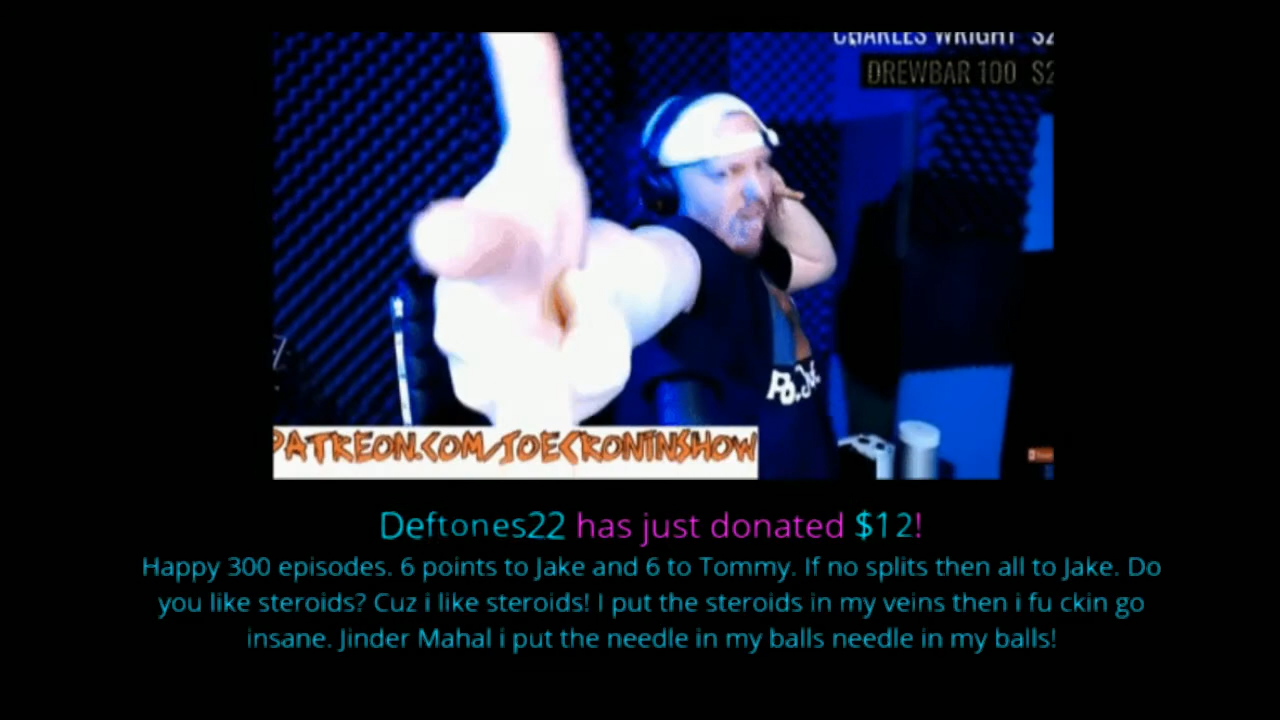 CHARLES WRIGHT
DREWBAR 100
PATREON.COM/JOECRONINSHOW
Deftones22 has just donated $12!
Happy 300 episodes. 6 points to Jake and 6 to Tommy. If no splits then all to Jake. Do
you like steroids? Cuz i like steroids! I put the steroids in my veins then i fu ckin go
insane. Jinder Mahal i put the needle in my balls needle in my balls!